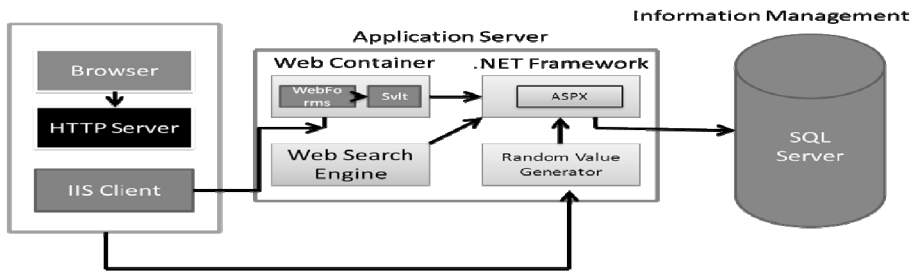 Information Management
Application Server
Browser
HTTP Server
IIS Client
Web Container
WebFo
rms
Svlt
.NET Framework
ASPX
Web Search
Engine
Random Value
Generator
SQL
Server